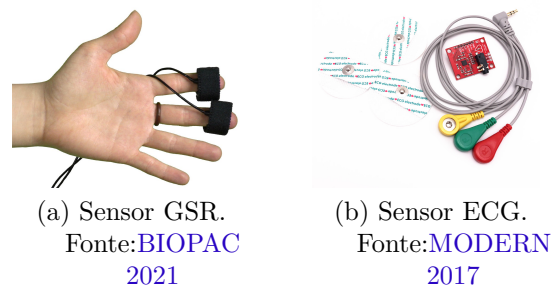 (a) Sensor GSR.
Fonte:BIOPAC
2021
(b) Sensor ECG.
Fonte:MODERN
2017